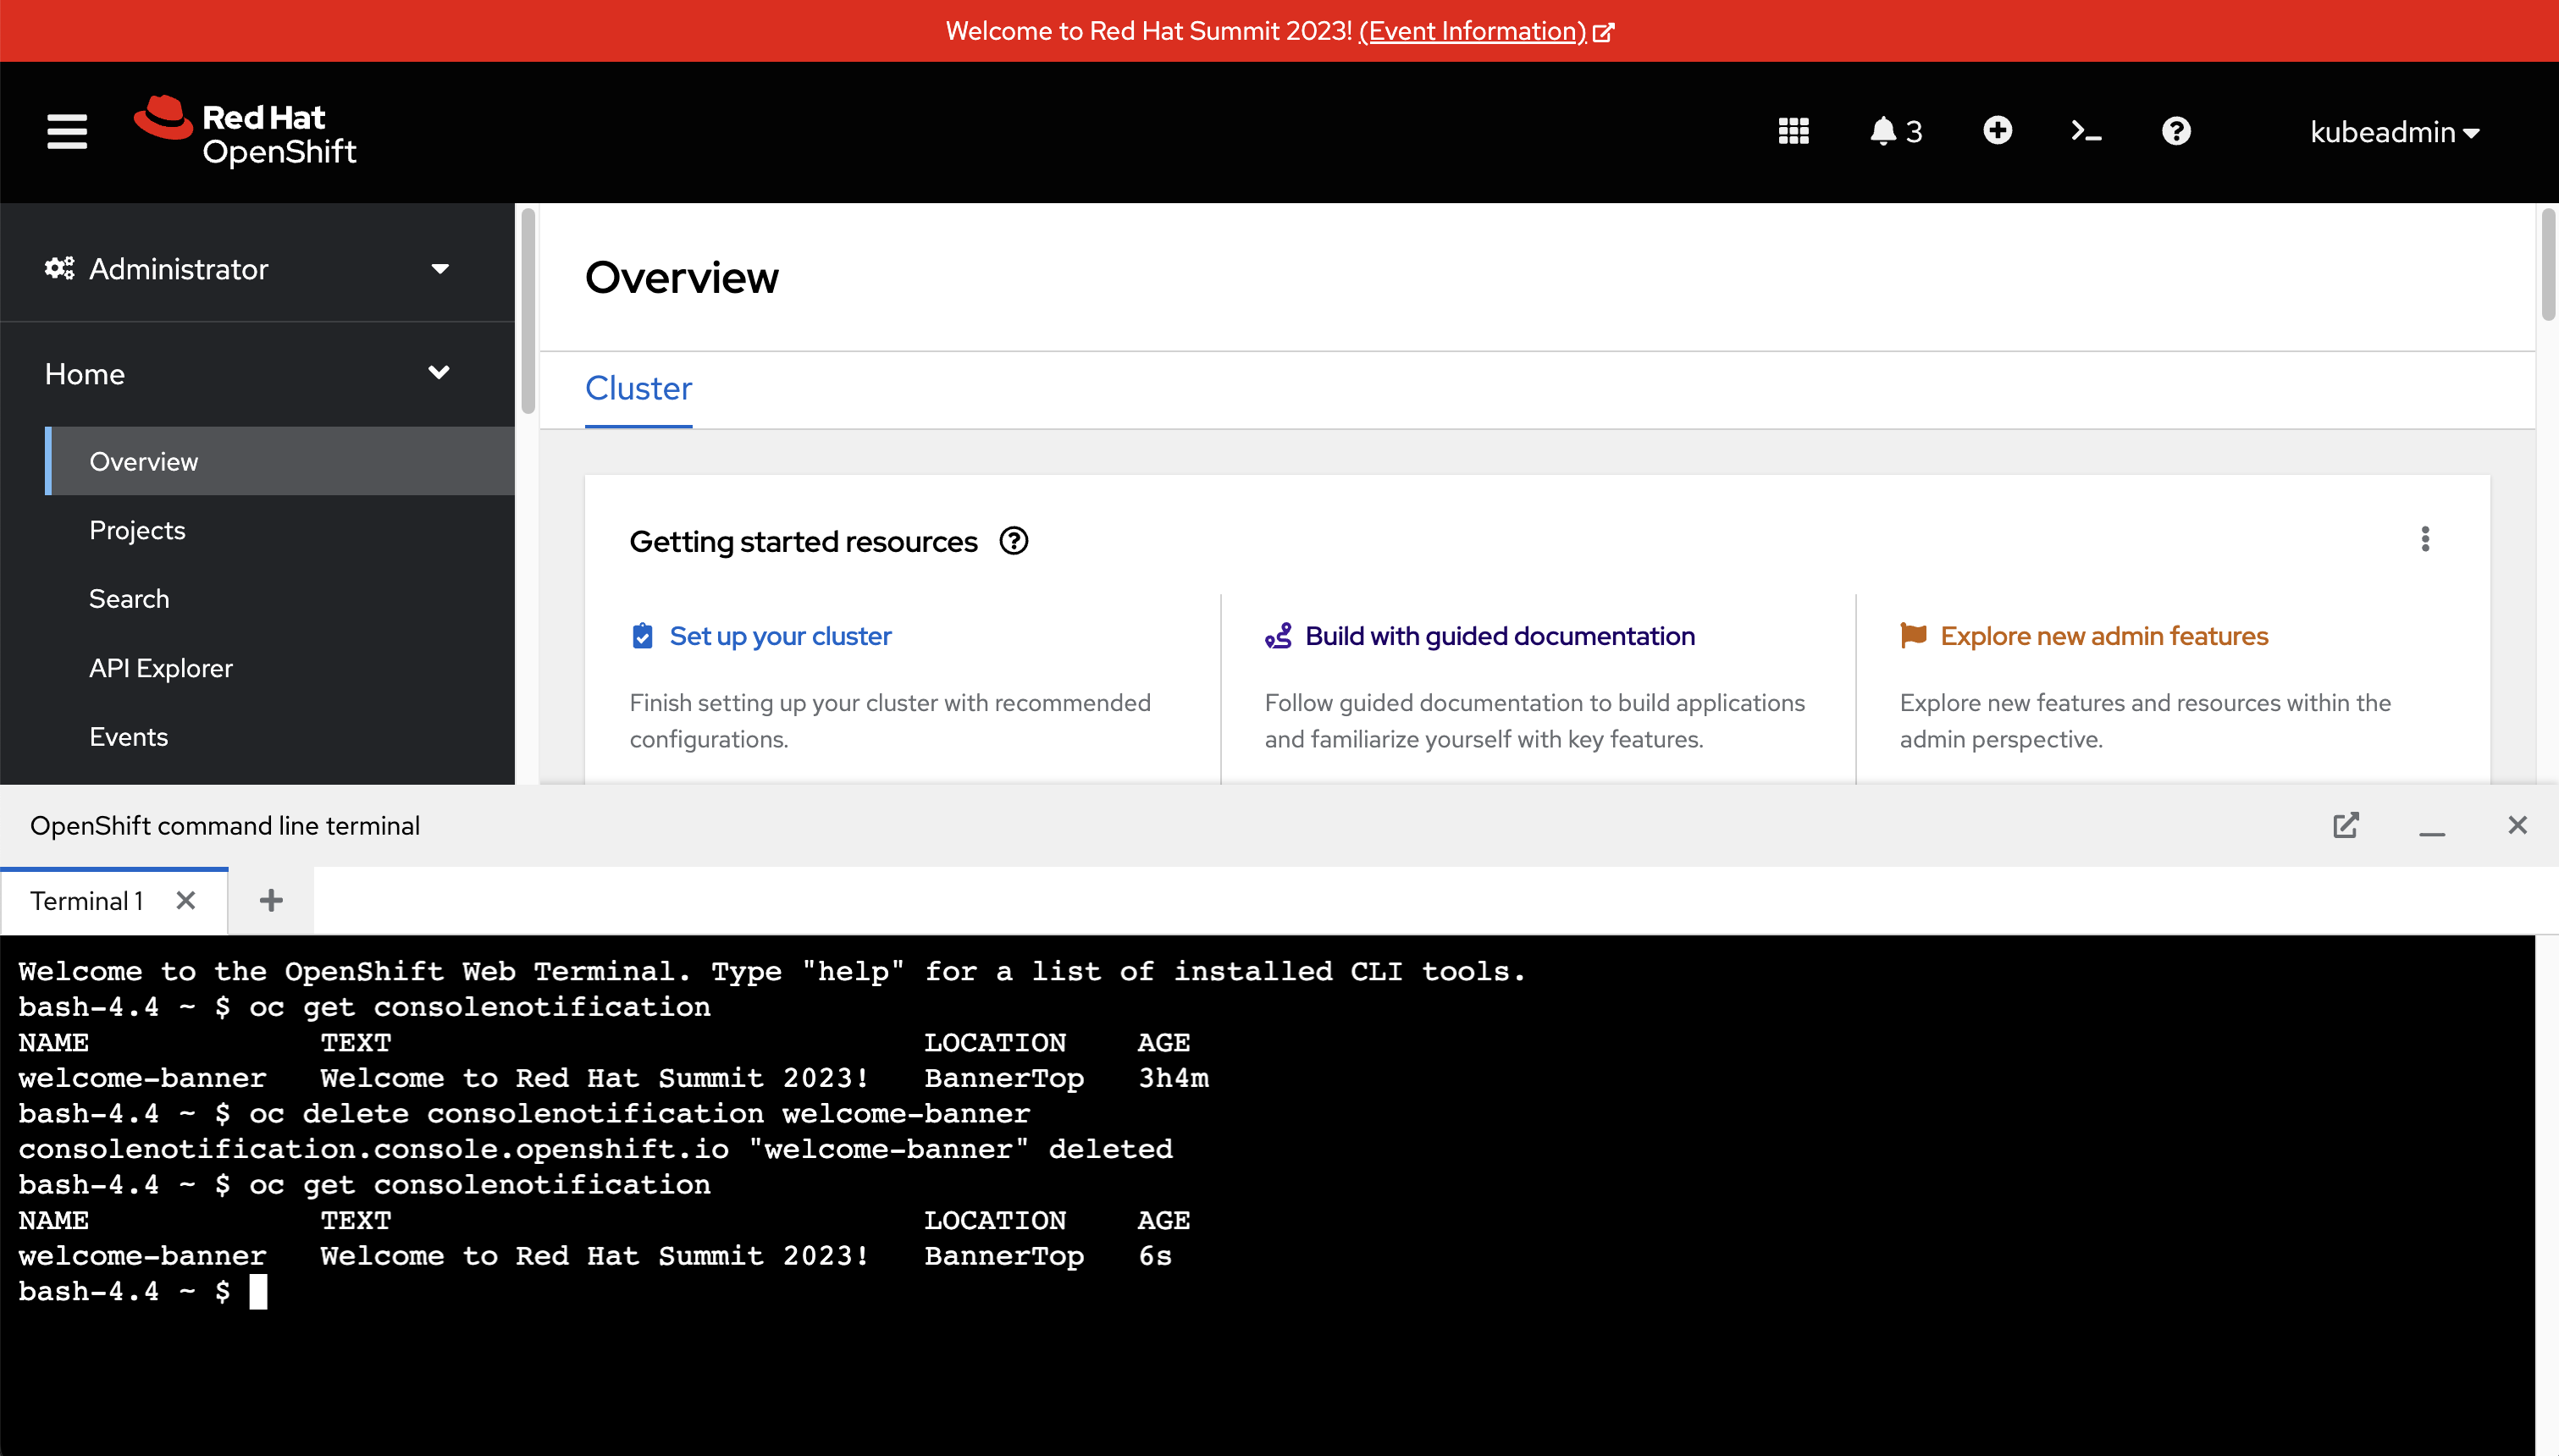 Welcome to Red Hat Summit 2023! (Event Information)
Red Hat
OpenShift
3
kubeadmin
Administrator
Home
Overview
Projects
Search
API Explorer
Events
Overview
Cluster
Getting started resources
Set up your cluster
Finish setting up your cluster with recommended
configurations.
Build with guided documentation
Follow guided documentation to build applications
and familiarize yourself with key features.
Explore new admin features
Explore new features and resources within the
admin perspective.
OpenShift command line terminal
Terminal 1
Welcome to the OpenShift Web Terminal. Type "help" for a list of installed CLI tools.
bash-4.4 ~ $ oc get consolenotification
NAME             TEXT                              LOCATION    AGE
welcome-banner   Welcome to Red Hat Summit 2023!   BannerTop   3h4m
bash-4.4 ~ $ oc delete consolenotification welcome-banner
consolenotification.console.openshift.io "welcome-banner" deleted
bash-4.4 ~ $ oc get consolenotification
NAME             TEXT                              LOCATION    AGE
welcome-banner   Welcome to Red Hat Summit 2023!   BannerTop   6s
bash-4.4 ~ $